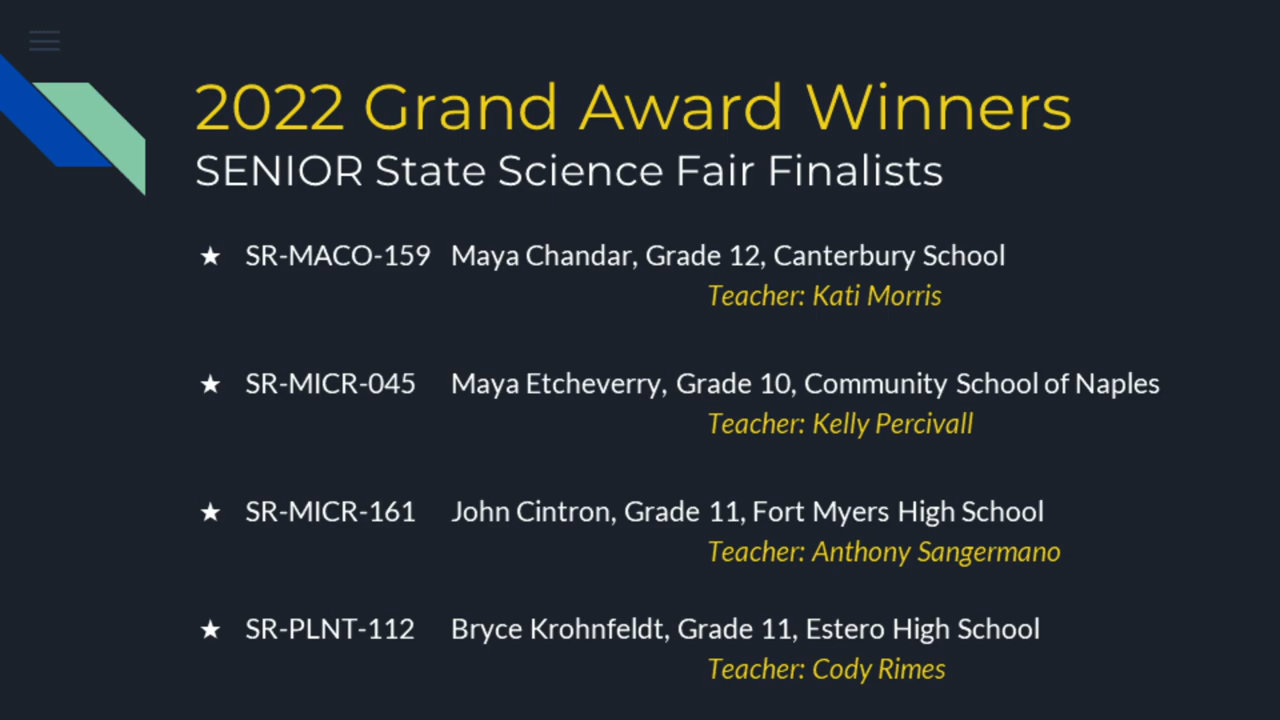 2022 Grand Award Winners
SENIOR State Science Fair Finalists
★ SR-MACO-159 Maya Chandar, Grade 12, Canterbury School
Teacher: Kati Morris
★ SR-MICR-045 Maya Etcheverry, Grade 10, Community School of Naples
Teacher: Kelly Percivall
★ SR-MICR-161 John Cintron, Grade 11, Fort Myers High School
Teacher: Anthony Sangermano
★ SR-PLNT-112 Bryce Krohnfeldt, Grade 11, Estero High School
Teacher: Cody Rimes